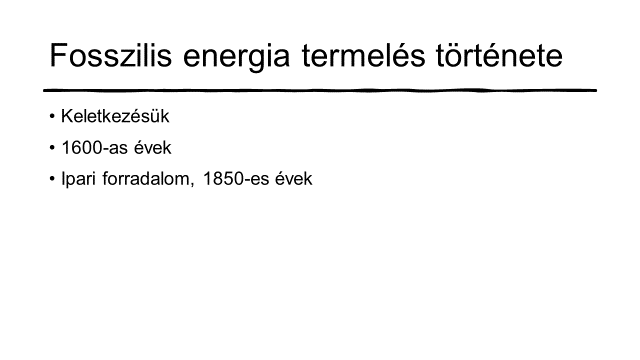 Fosszilis energia termelés története
• Keletkezésük
• 1600-as évek
• Ipari forradalom, 1850-es évek